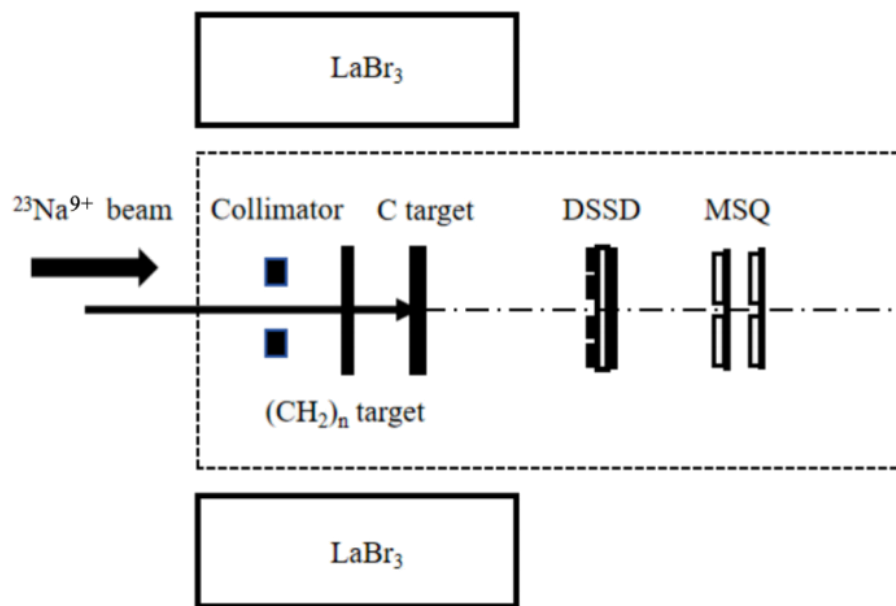 LaBr₃
²³Na⁹⁺ beam Collimator C target DSSD MSQ
(CH₂)ₙ target
LaBr₃